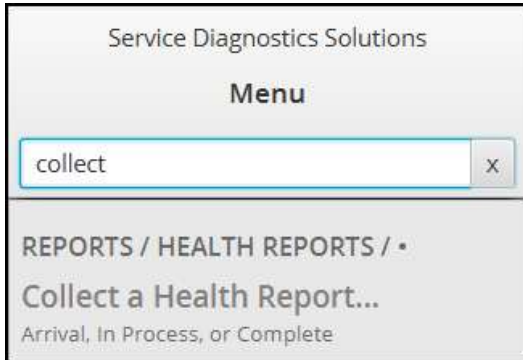 Service Diagnostics Solutions
Menu
collect x
REPORTS / HEALTH REPORTS / •
Collect a Health Report...
Arrival, In Process, or Complete